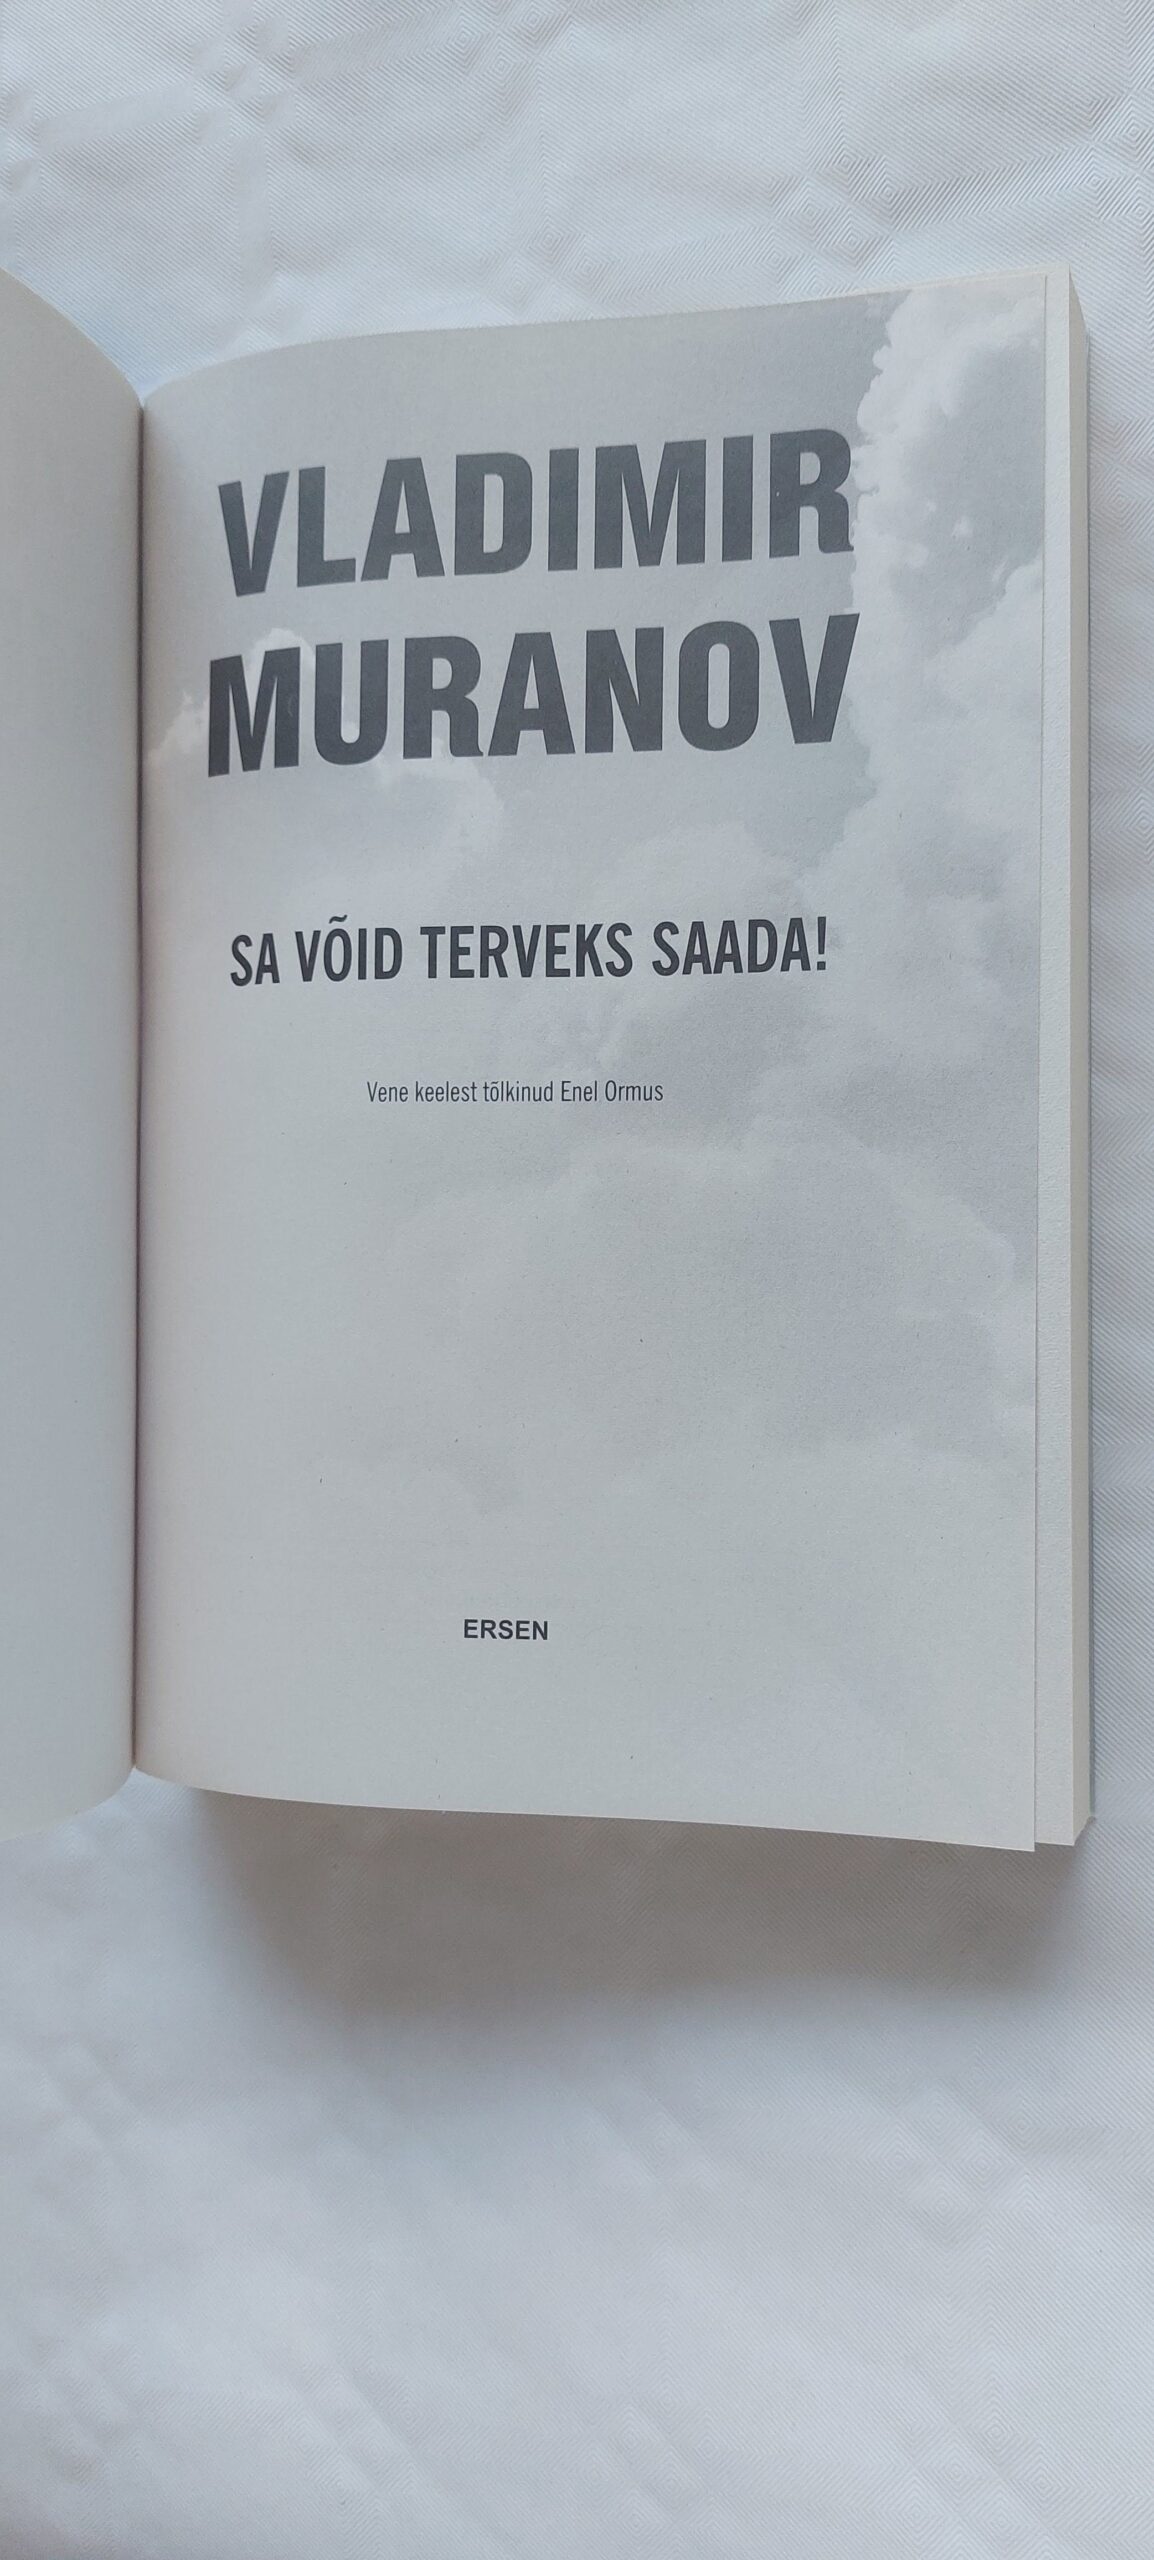 VLADIMIR
MURANOV
SA VÕID TERVEKS SAADA!
Vene keelest tõlkinud Enel Ormus
ERSEN